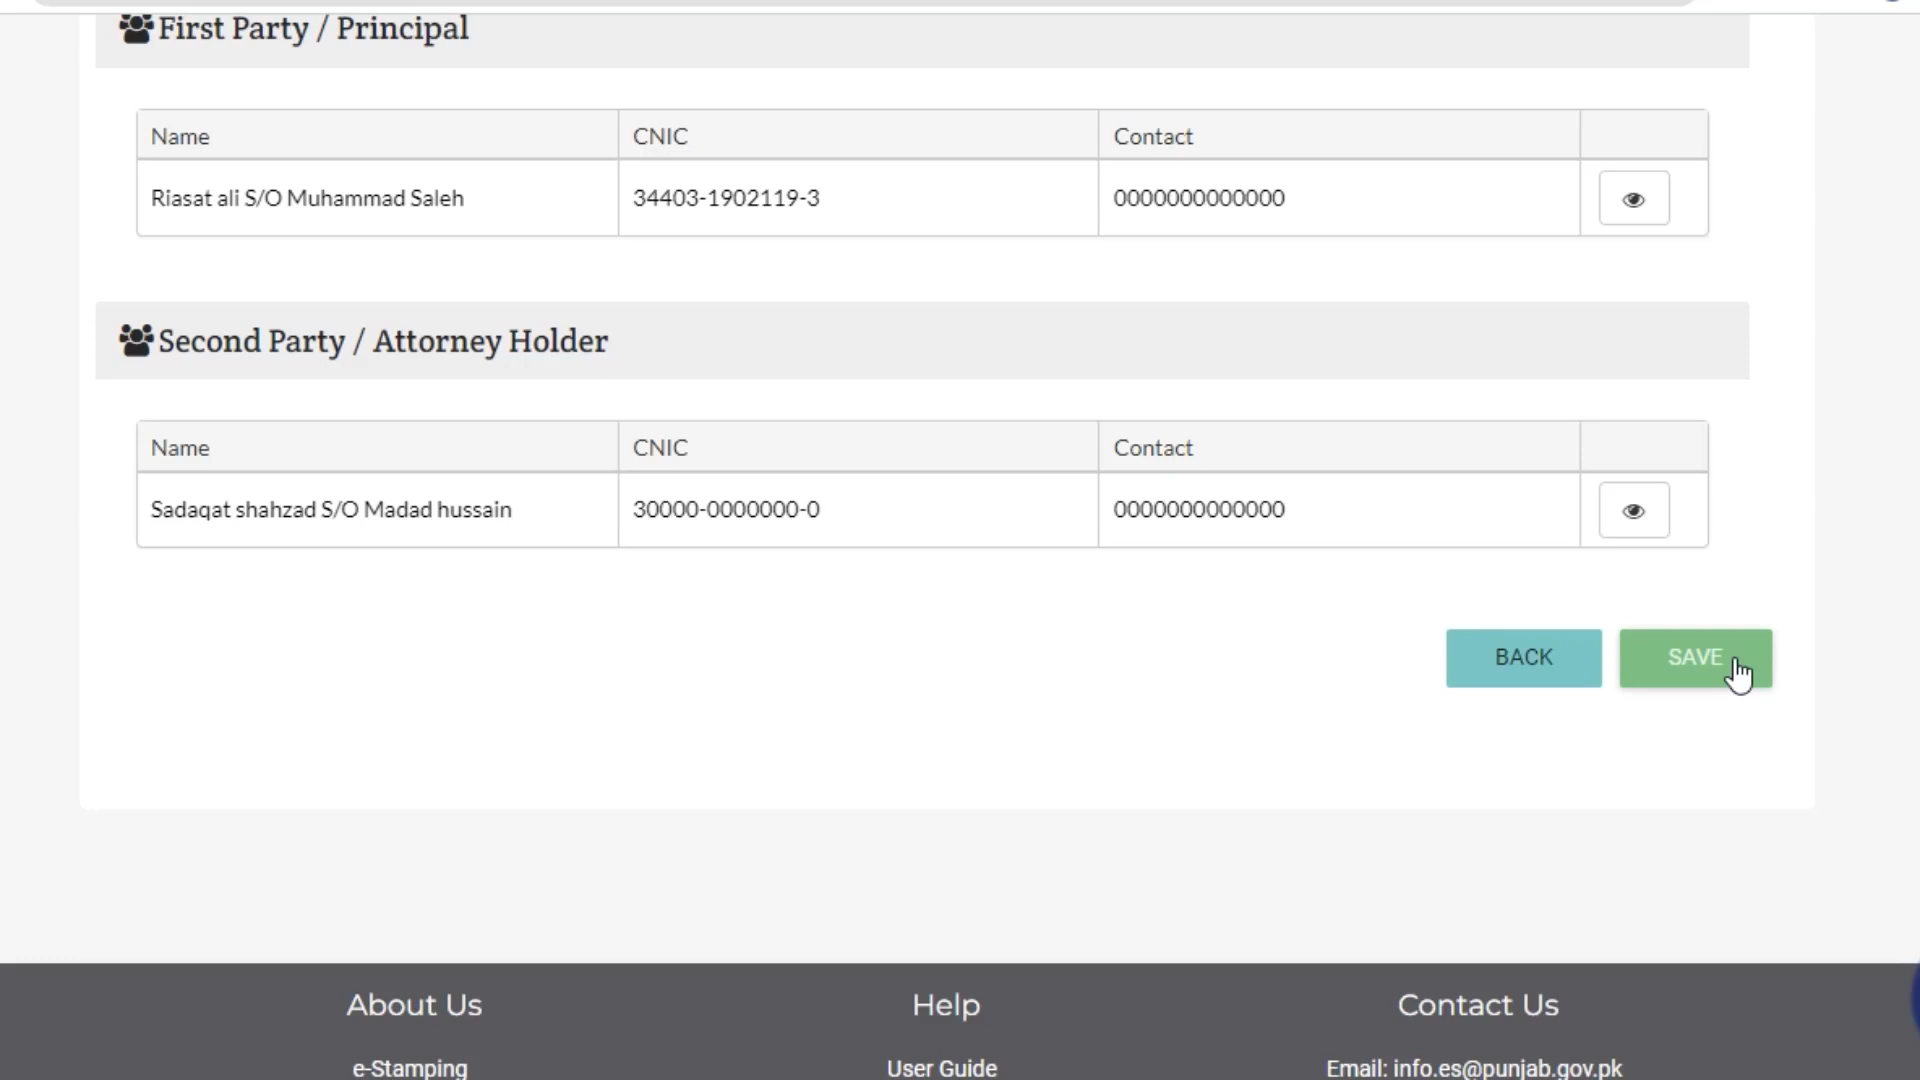 First Party / Principal
Name CNIC Contact
Riasat ali S/O Muhammad Saleh 34403-1902119-3 0000000000000
Second Party / Attorney Holder
Name CNIC Contact
Sadaqat shahzad S/O Madad hussain 30000-0000000-0 0000000000000
BACK SAVE
About Us Help Contact Us
e-Stamping User Guide Email: info.es@punjab.gov.pk